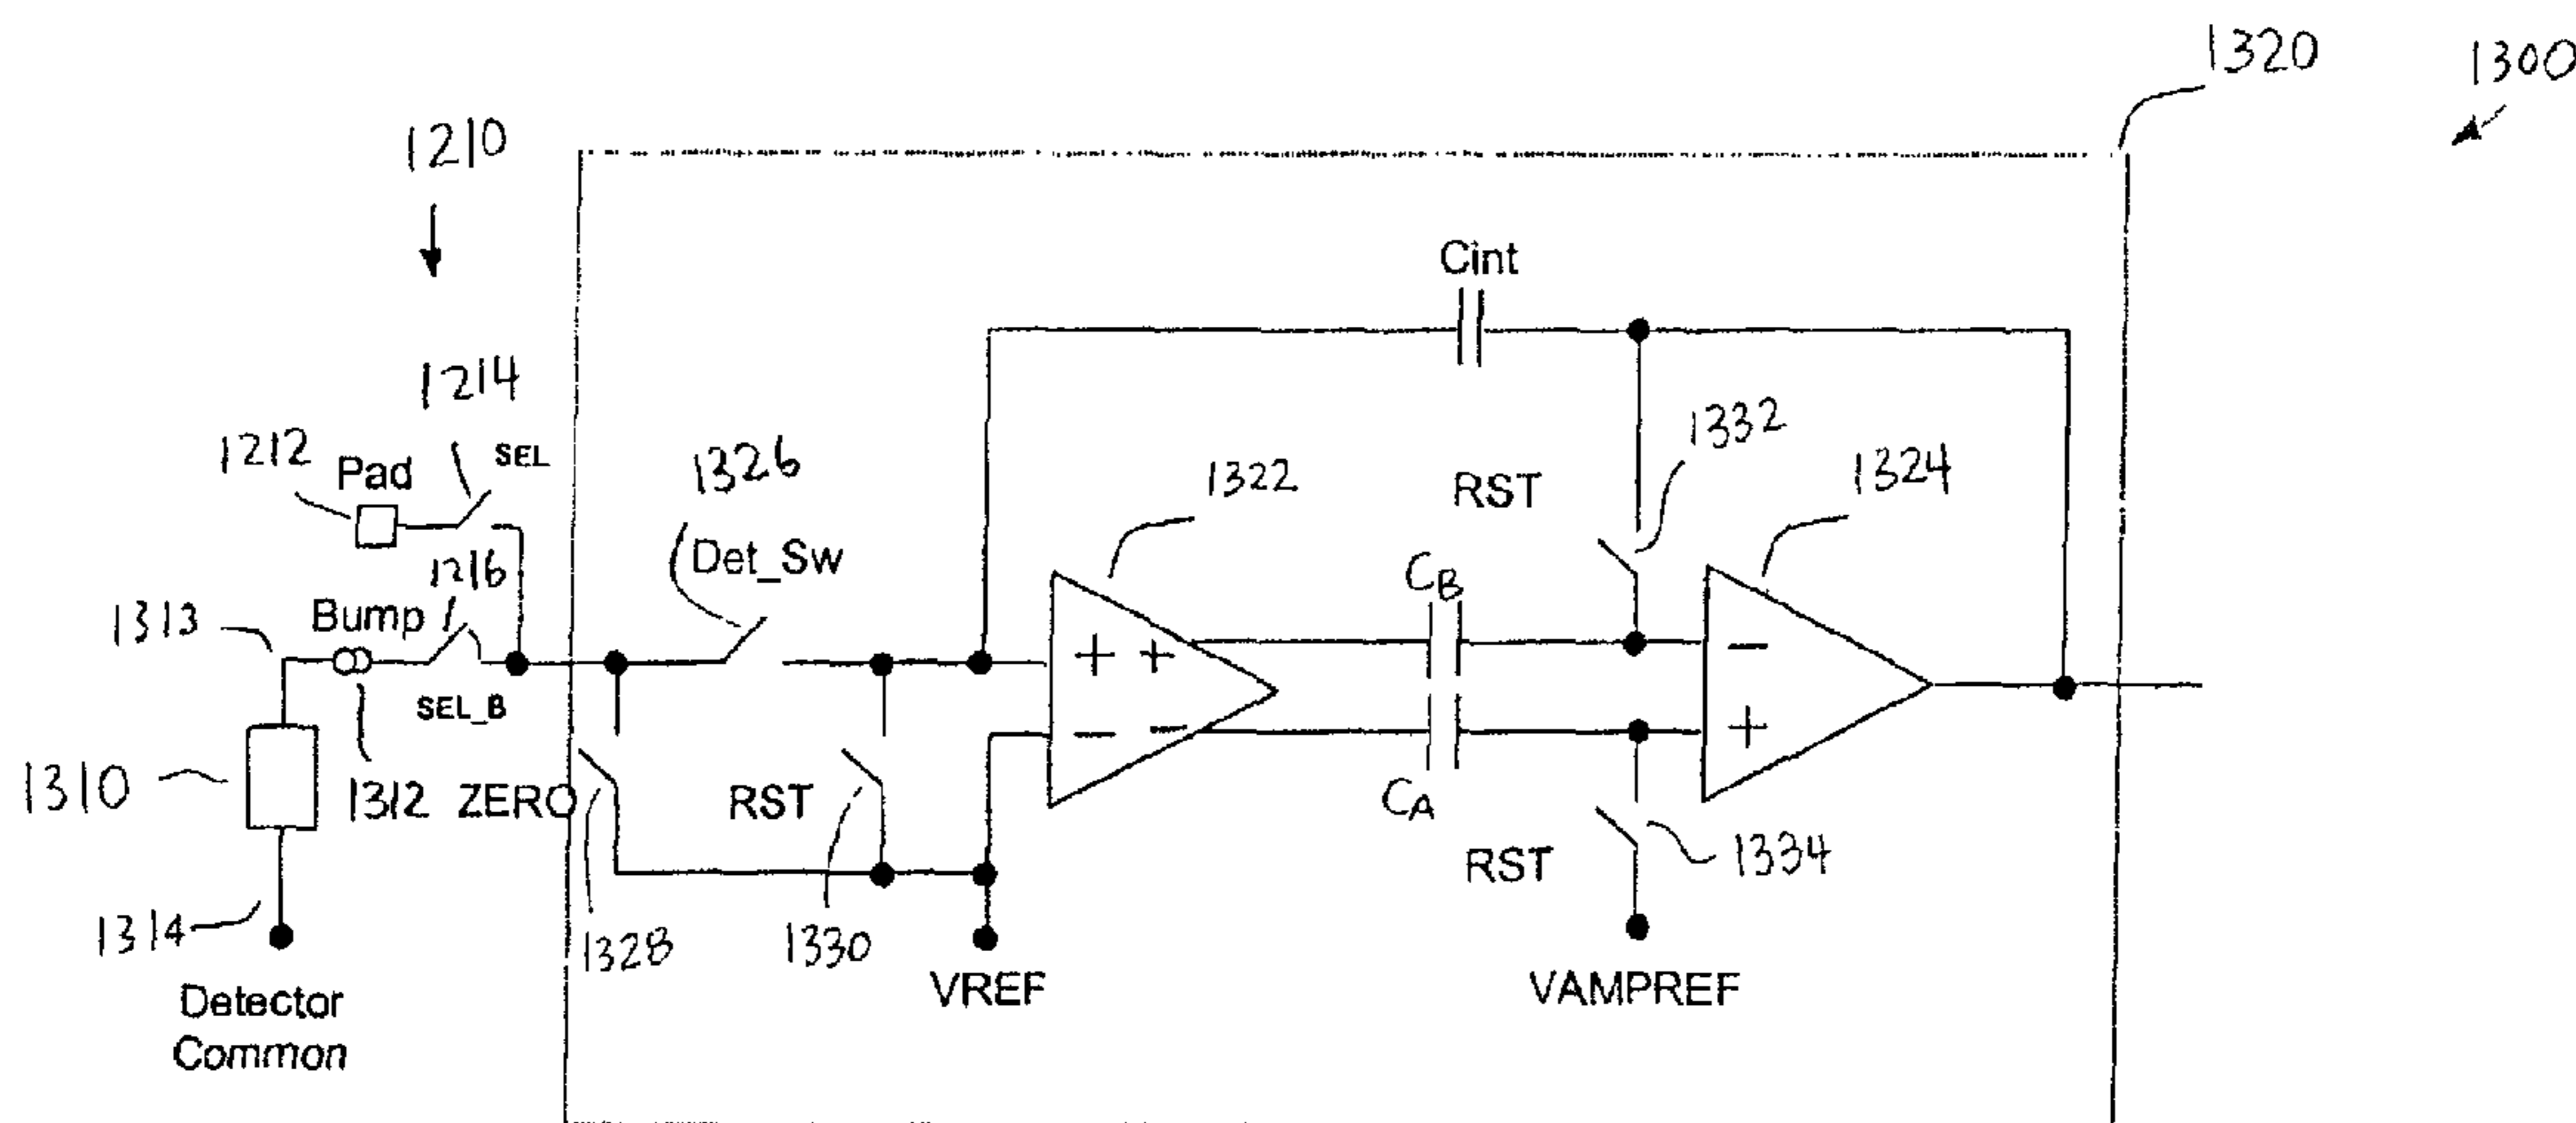 1320
1300
1210
Cint
1214
1332
1212
Pad
SEL
1326
1322
RST
1324
Det_Sw
1216
CB
1313
Bump
+ +
−
SEL_B
− −
+
1310
1312
ZERO
RST
CA
RST
1334
1314
1328
1330
VREF
VAMPREF
Detector
Common